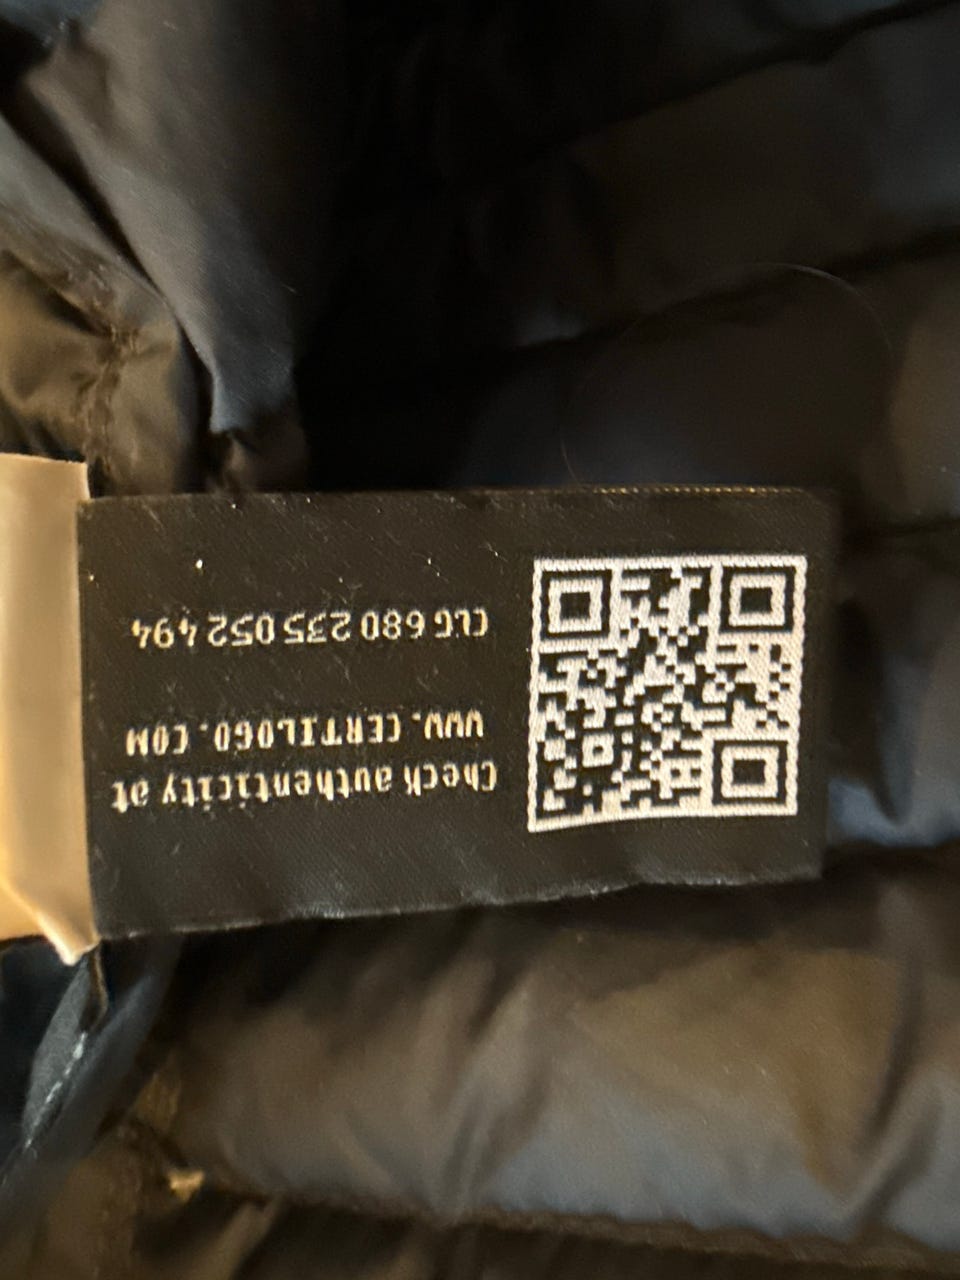 Check authenticity at
WWW.CERTILOGO.COM
CLG 680 235 052 494